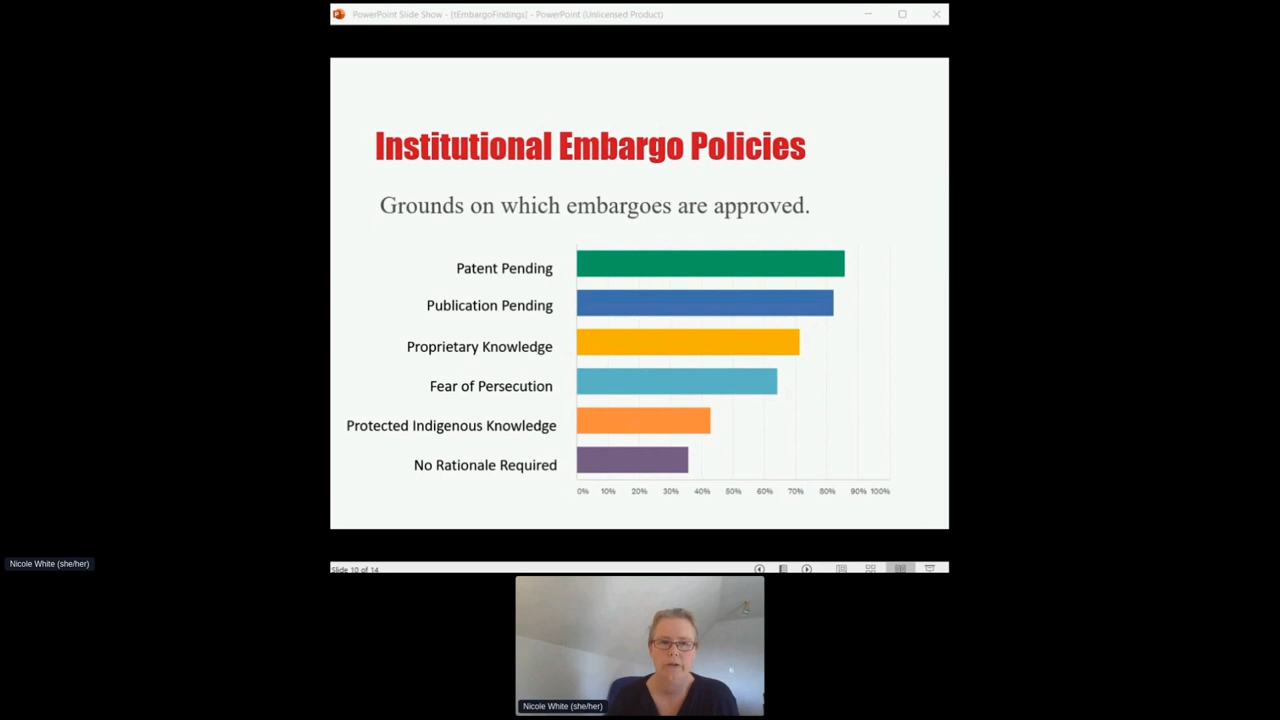 PowerPoint Slide Show - [tEmbargoFindings] - PowerPoint (Unlicensed Product)
Institutional Embargo Policies
Grounds on which embargoes are approved.
Patent Pending
Publication Pending
Proprietary Knowledge
Fear of Persecution
Protected Indigenous Knowledge
No Rationale Required
0% 10% 20% 30% 40% 50% 60% 70% 80% 90% 100%
Slide 10 of 14
Nicole White (she/her)
Nicole White (she/her)